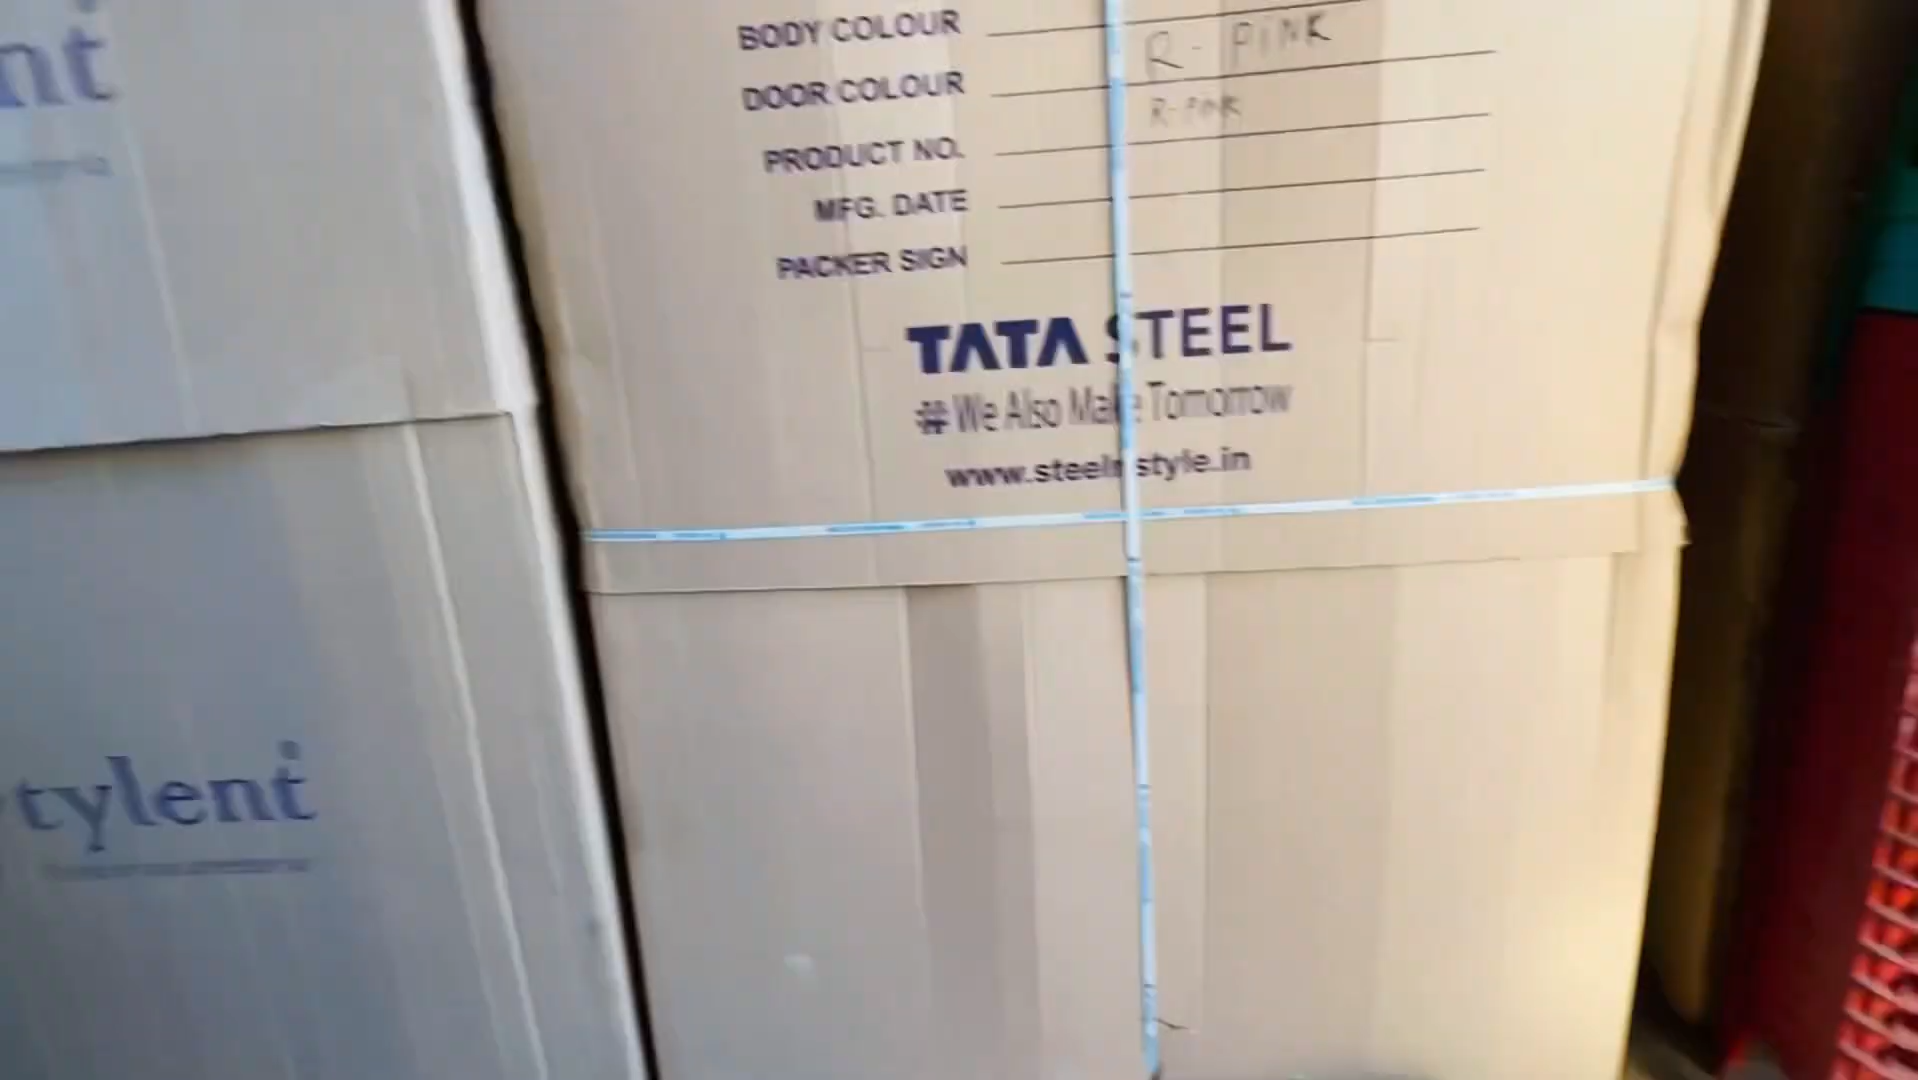 nt
BODY COLOUR R - PINK
DOOR COLOUR R-PINK
PRODUCT NO.
MFG. DATE
PACKER SIGN
TATA STEEL
# We Also Make Tomorrow
www.steelnstyle.in
tylent